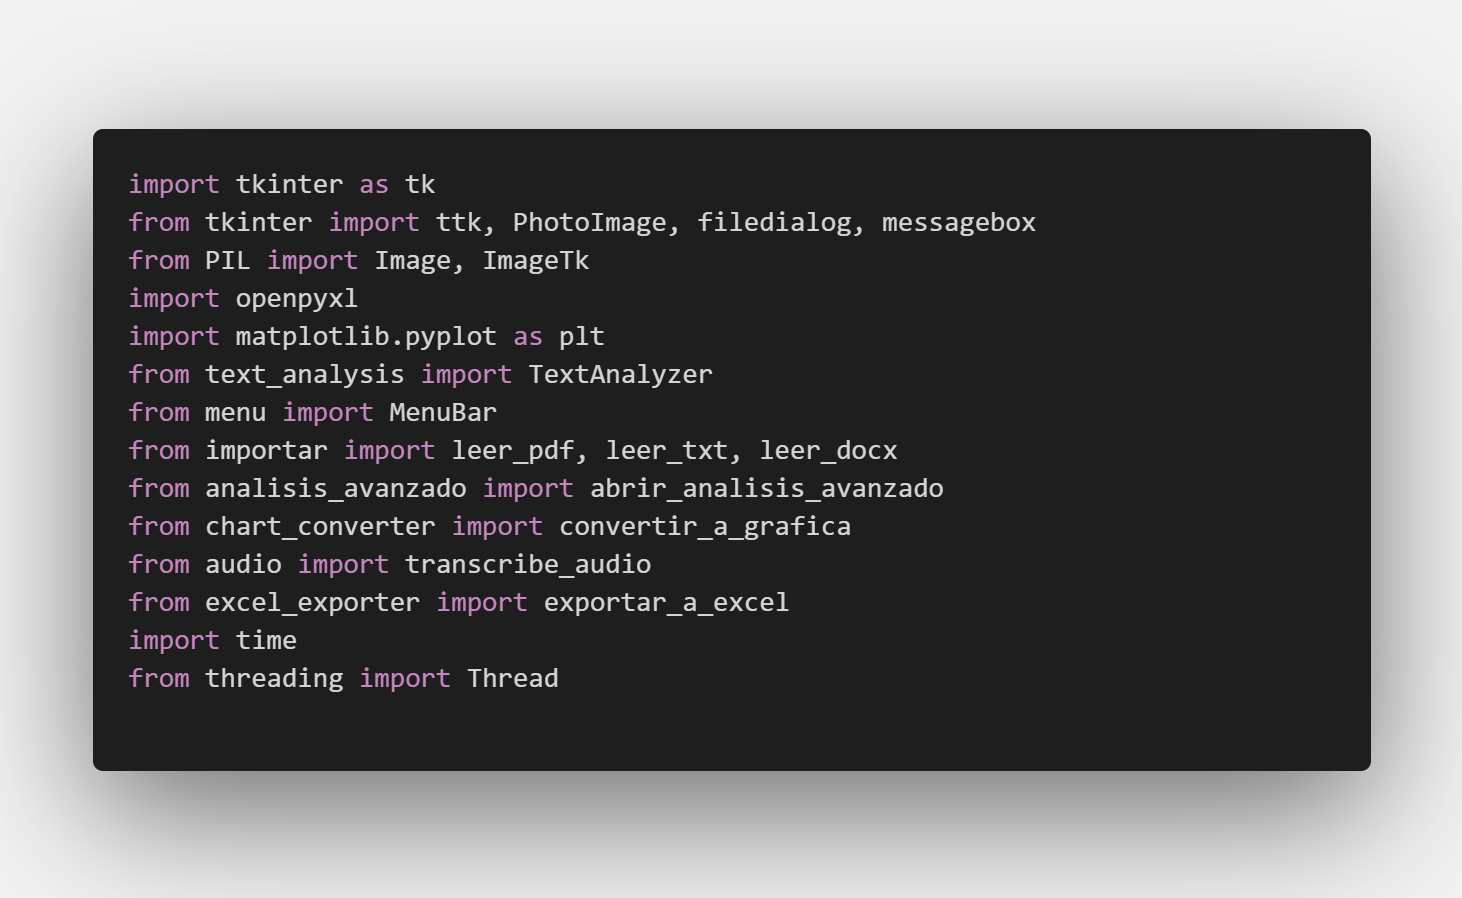 import tkinter as tk
from tkinter import ttk, PhotoImage, filedialog, messagebox
from PIL import Image, ImageTk
import openpyxl
import matplotlib.pyplot as plt
from text_analysis import TextAnalyzer
from menu import MenuBar
from importar import leer_pdf, leer_txt, leer_docx
from analisis_avanzado import abrir_analisis_avanzado
from chart_converter import convertir_a_grafica
from audio import transcribe_audio
from excel_exporter import exportar_a_excel
import time
from threading import Thread